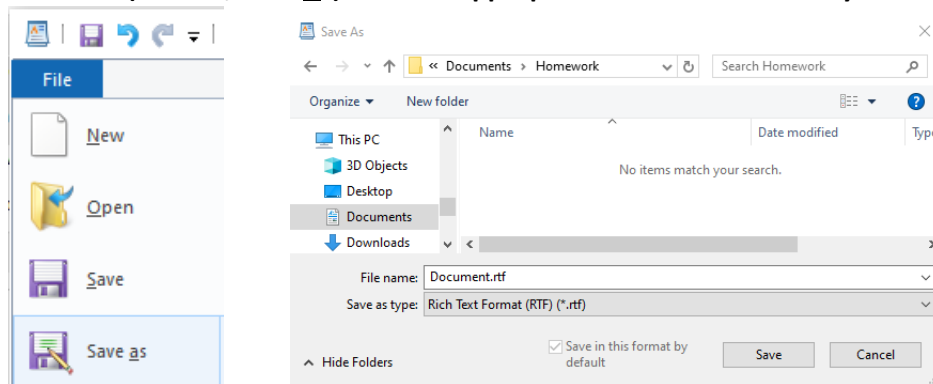 File
New
Open
Save
Save as
Save As
« Documents › Homework
Search Homework
Organize
New folder
This PC
3D Objects
Desktop
Documents
Downloads
Name
Date modified
No items match your search.
File name: Document.rtf
Save as type: Rich Text Format (RTF) (*.rtf)
Hide Folders
Save in this format by
default
Save
Cancel